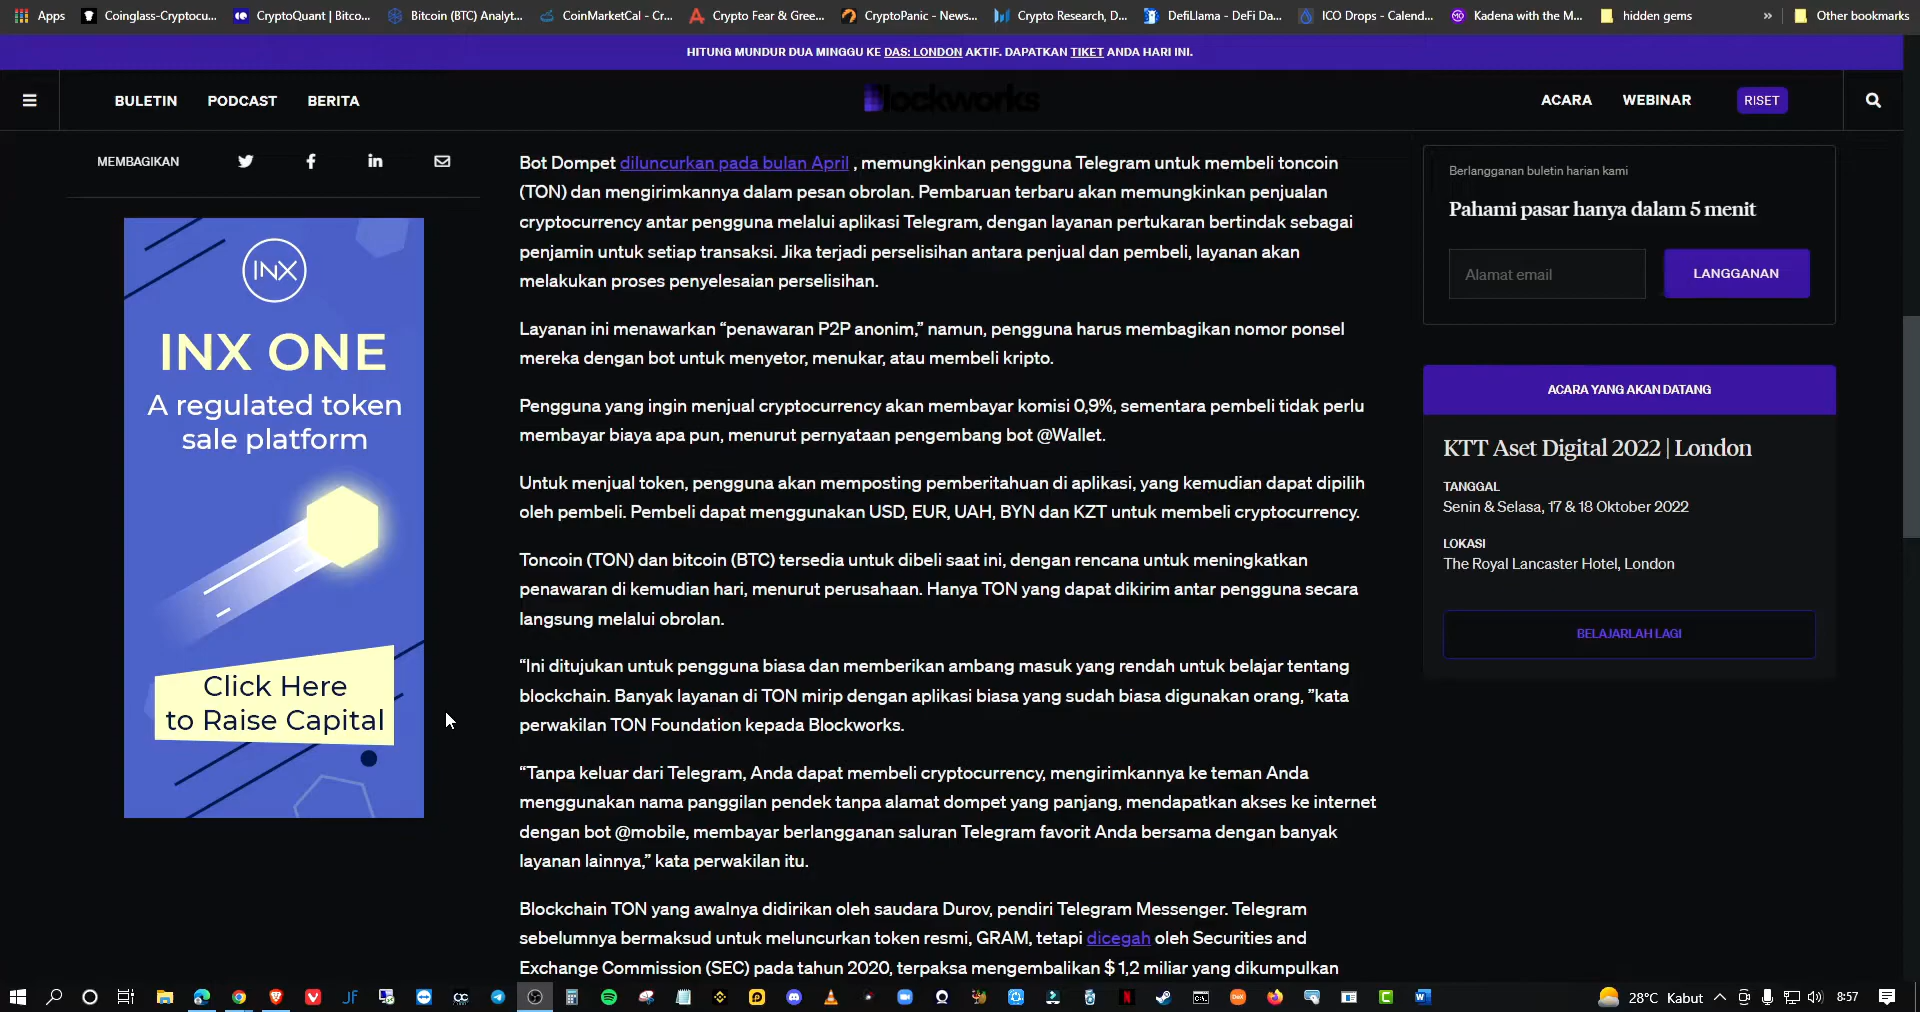 Apps
Coinglass-Cryptocu...
CryptoQuant | Bitco...
Bitcoin (BTC) Analyt...
CoinMarketCal - Cr...
Crypto Fear & Gree...
CryptoPanic - News...
Crypto Research, D...
DefiLlama - DeFi Da...
ICO Drops - Calend...
Kadena with the M...
hidden gems
»
Other bookmarks
HITUNG MUNDUR DUA MINGGU KE DAS: LONDON AKTIF. DAPATKAN TIKET ANDA HARI INI.
BULETIN
PODCAST
BERITA
Blockworks
ACARA
WEBINAR
RISET
MEMBAGIKAN
INX
INX ONE
A regulated token
sale platform
Click Here
to Raise Capital
Bot Dompet diluncurkan pada bulan April , memungkinkan pengguna Telegram untuk membeli toncoin
(TON) dan mengirimkannya dalam pesan obrolan. Pembaruan terbaru akan memungkinkan penjualan
cryptocurrency antar pengguna melalui aplikasi Telegram, dengan layanan pertukaran bertindak sebagai
penjamin untuk setiap transaksi. Jika terjadi perselisihan antara penjual dan pembeli, layanan akan
melakukan proses penyelesaian perselisihan.
Layanan ini menawarkan “penawaran P2P anonim,” namun, pengguna harus membagikan nomor ponsel
mereka dengan bot untuk menyetor, menukar, atau membeli kripto.
Pengguna yang ingin menjual cryptocurrency akan membayar komisi 0,9%, sementara pembeli tidak perlu
membayar biaya apa pun, menurut pernyataan pengembang bot @Wallet.
Untuk menjual token, pengguna akan memposting pemberitahuan di aplikasi, yang kemudian dapat dipilih
oleh pembeli. Pembeli dapat menggunakan USD, EUR, UAH, BYN dan KZT untuk membeli cryptocurrency.
Toncoin (TON) dan bitcoin (BTC) tersedia untuk dibeli saat ini, dengan rencana untuk meningkatkan
penawaran di kemudian hari, menurut perusahaan. Hanya TON yang dapat dikirim antar pengguna secara
langsung melalui obrolan.
“Ini ditujukan untuk pengguna biasa dan memberikan ambang masuk yang rendah untuk belajar tentang
blockchain. Banyak layanan di TON mirip dengan aplikasi biasa yang sudah biasa digunakan orang, ”kata
perwakilan TON Foundation kepada Blockworks.
“Tanpa keluar dari Telegram, Anda dapat membeli cryptocurrency, mengirimkannya ke teman Anda
menggunakan nama panggilan pendek tanpa alamat dompet yang panjang, mendapatkan akses ke internet
dengan bot @mobile, membayar berlangganan saluran Telegram favorit Anda bersama dengan banyak
layanan lainnya,” kata perwakilan itu.
Blockchain TON yang awalnya didirikan oleh saudara Durov, pendiri Telegram Messenger. Telegram
sebelumnya bermaksud untuk meluncurkan token resmi, GRAM, tetapi dicegah oleh Securities and
Exchange Commission (SEC) pada tahun 2020, terpaksa mengembalikan $ 1,2 miliar yang dikumpulkan
Berlangganan buletin harian kami
Pahami pasar hanya dalam 5 menit
Alamat email
LANGGANAN
ACARA YANG AKAN DATANG
KTT Aset Digital 2022 | London
TANGGAL
Senin & Selasa, 17 & 18 Oktober 2022
LOKASI
The Royal Lancaster Hotel, London
BELAJARLAH LAGI
28°C Kabut
8:57